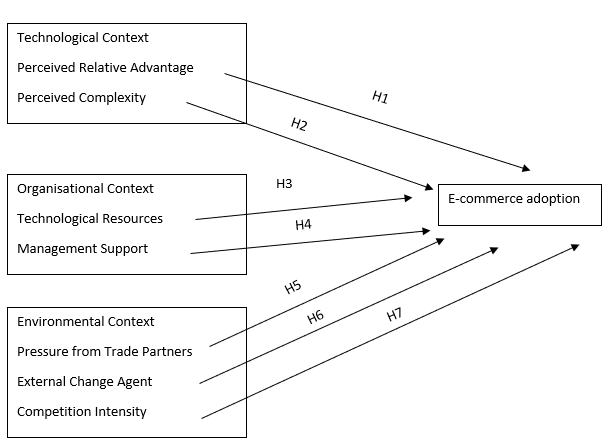 Technological Context
Perceived Relative Advantage
Perceived Complexity
H1
H2
Organisational Context
Technological Resources
Management Support
H3
H4
E-commerce adoption
Environmental Context
Pressure from Trade Partners
External Change Agent
Competition Intensity
H5
H6
H7